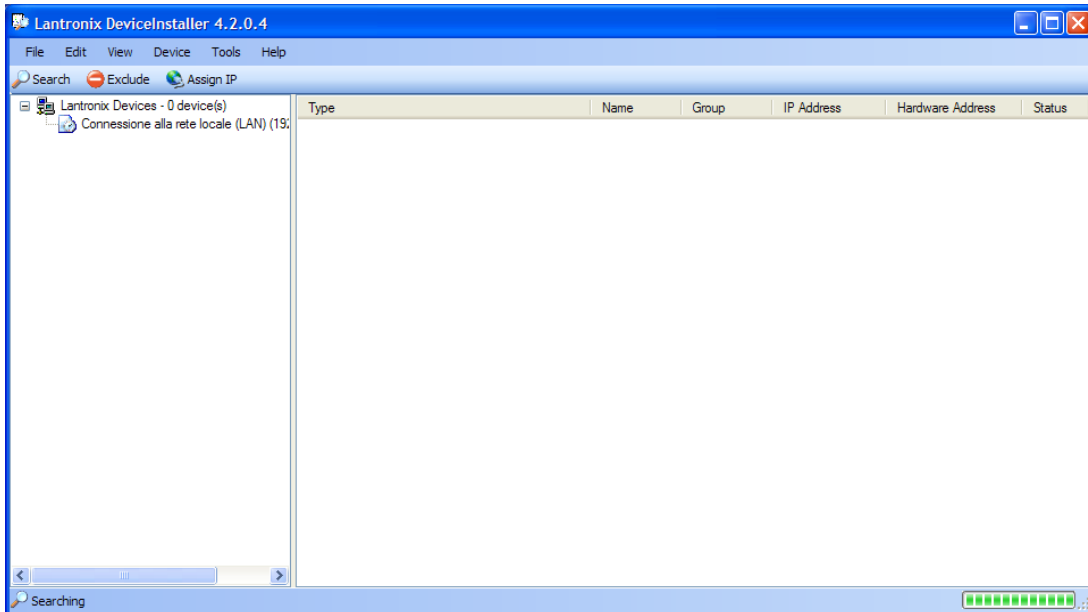 Lantronix DeviceInstaller 4.2.0.4
File Edit View Device Tools Help
Search Exclude Assign IP
Lantronix Devices - 0 device(s)
Connessione alla rete locale (LAN) (192
Type Name Group IP Address Hardware Address Status
Searching